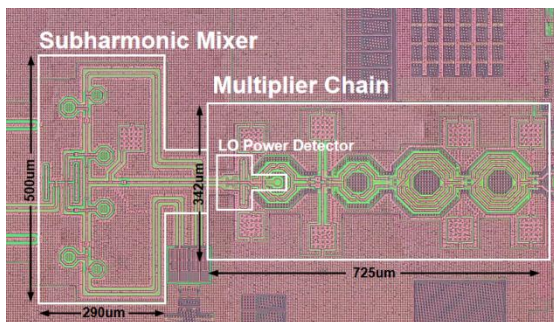 Subharmonic Mixer
Multiplier Chain
LO Power Detector
500um
342um
725um
290um